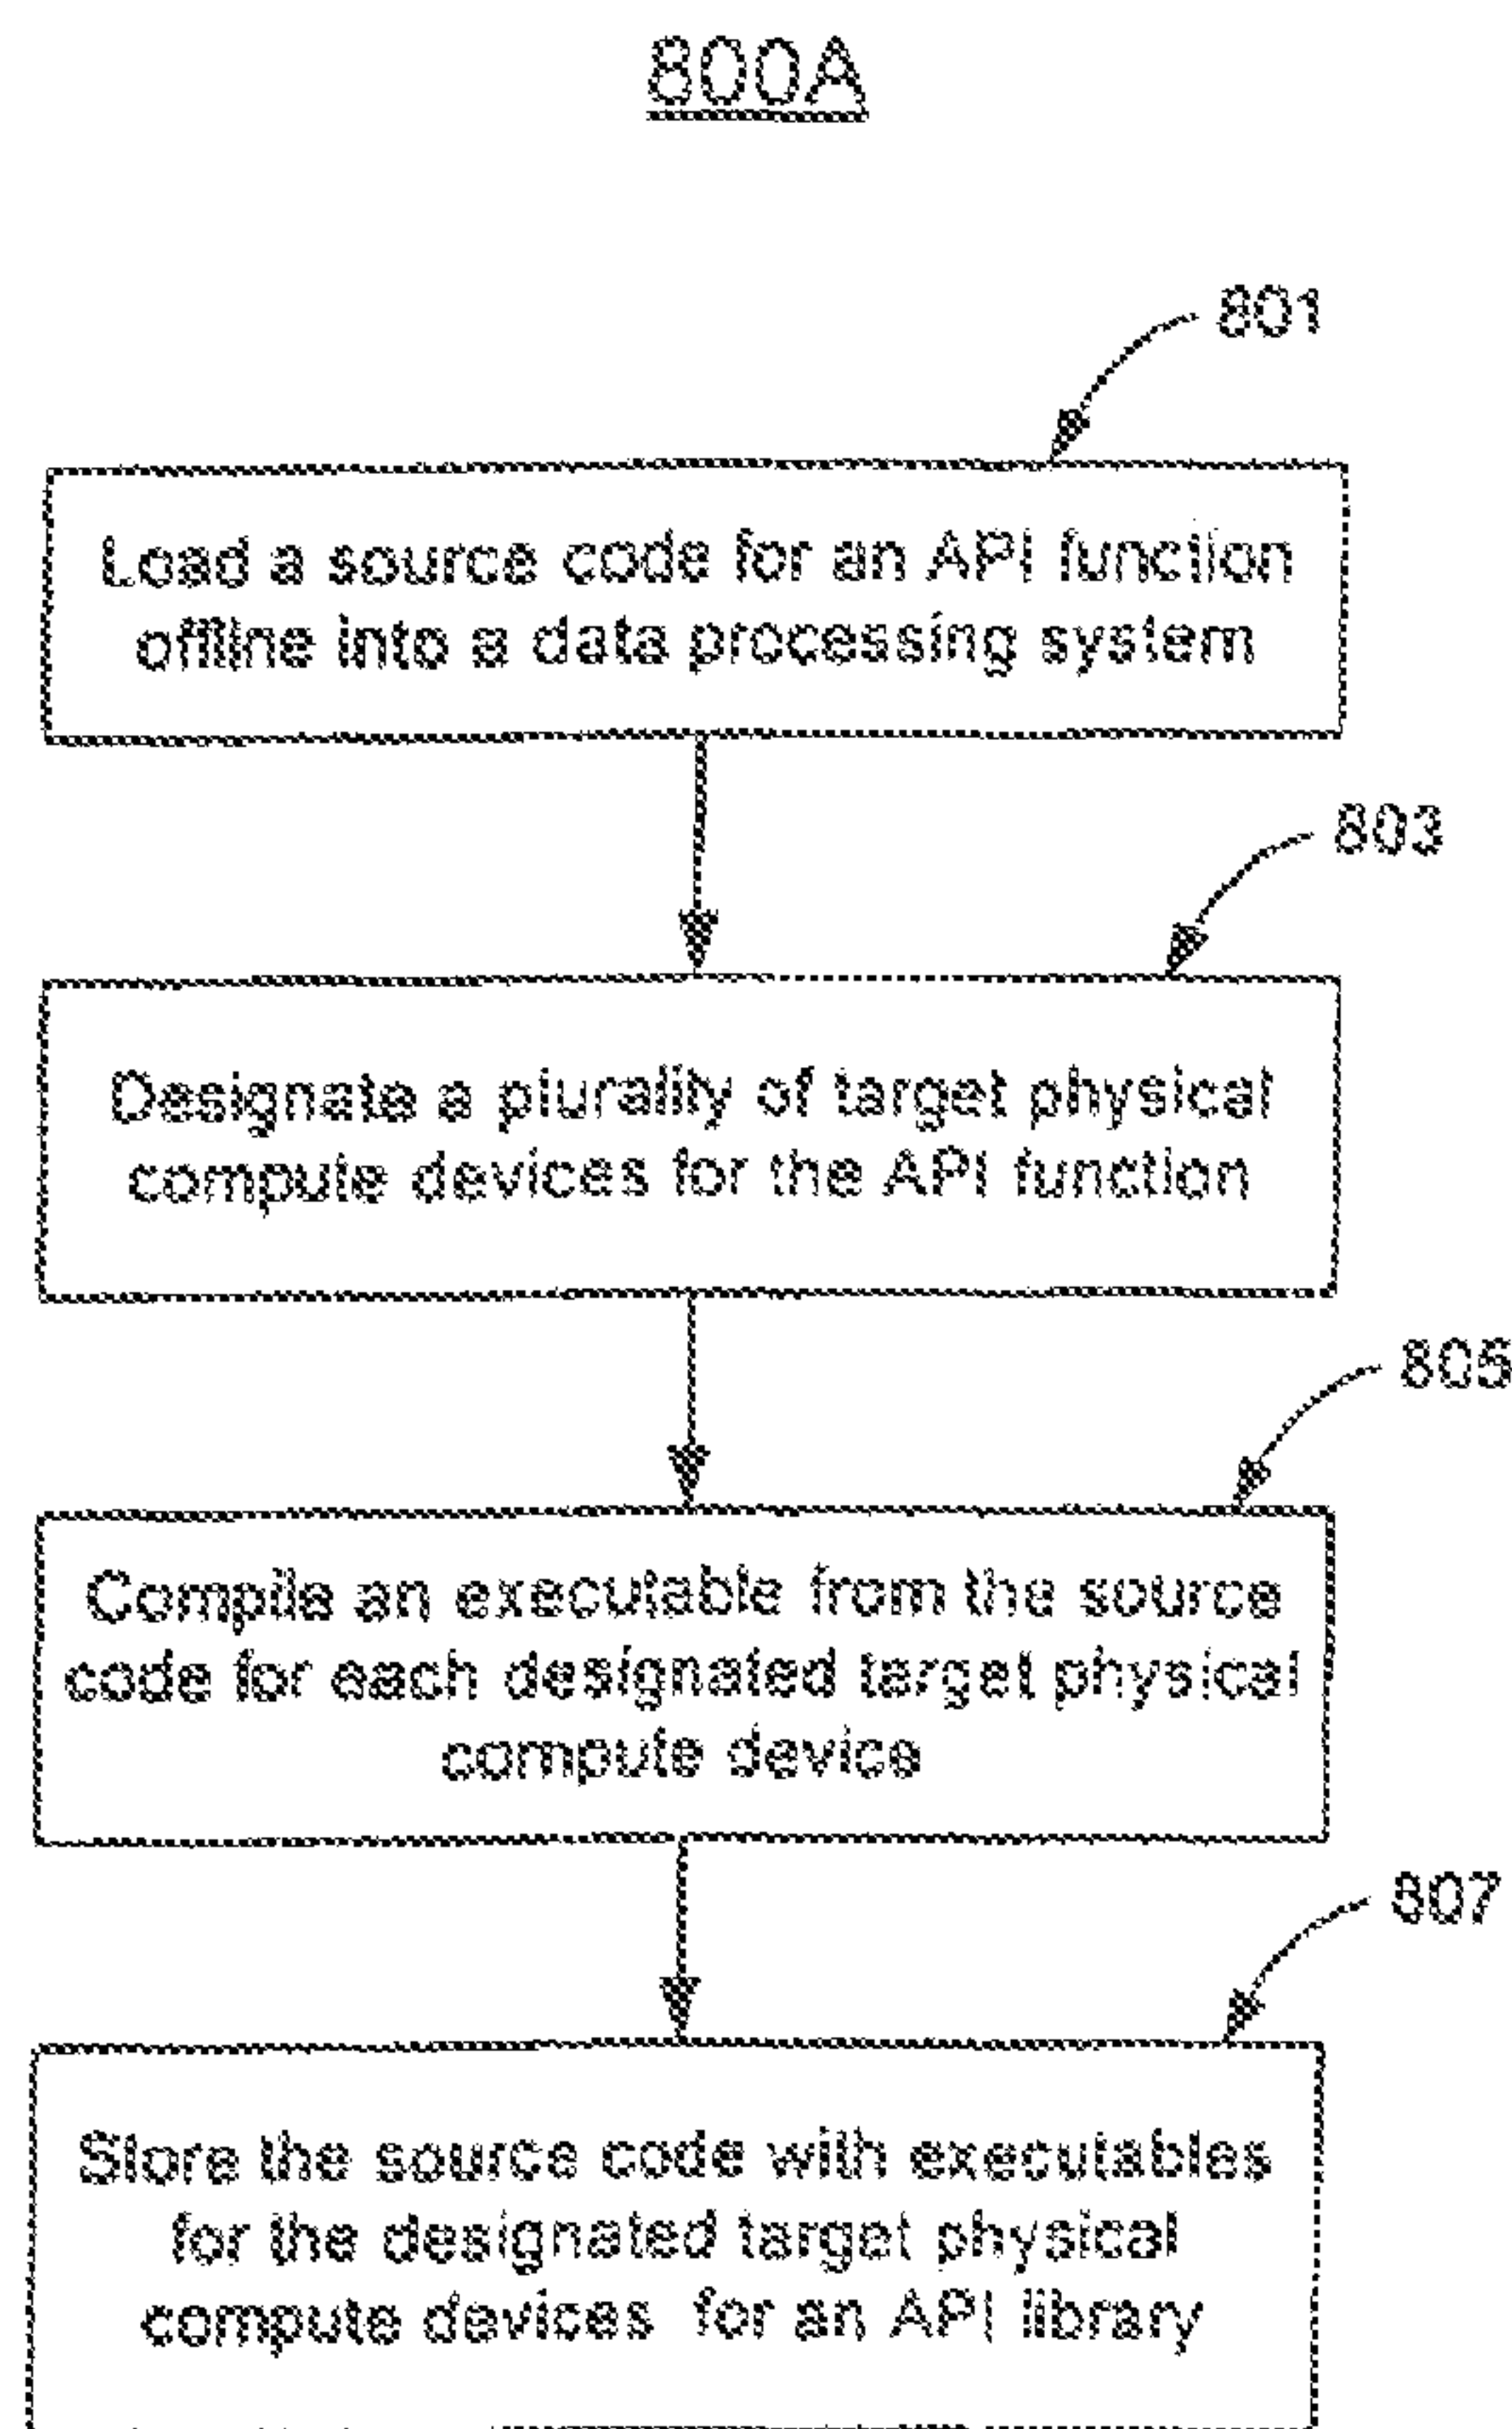 800A
801
Load a source code for an API function
offline into a data processing system
803
Designate a plurality of target physical
compute devices for the API function
805
Compile an executable from the source
code for each designated target physical
compute device
807
Store the source code with executables
for the designated target physical
compute devices for an API library